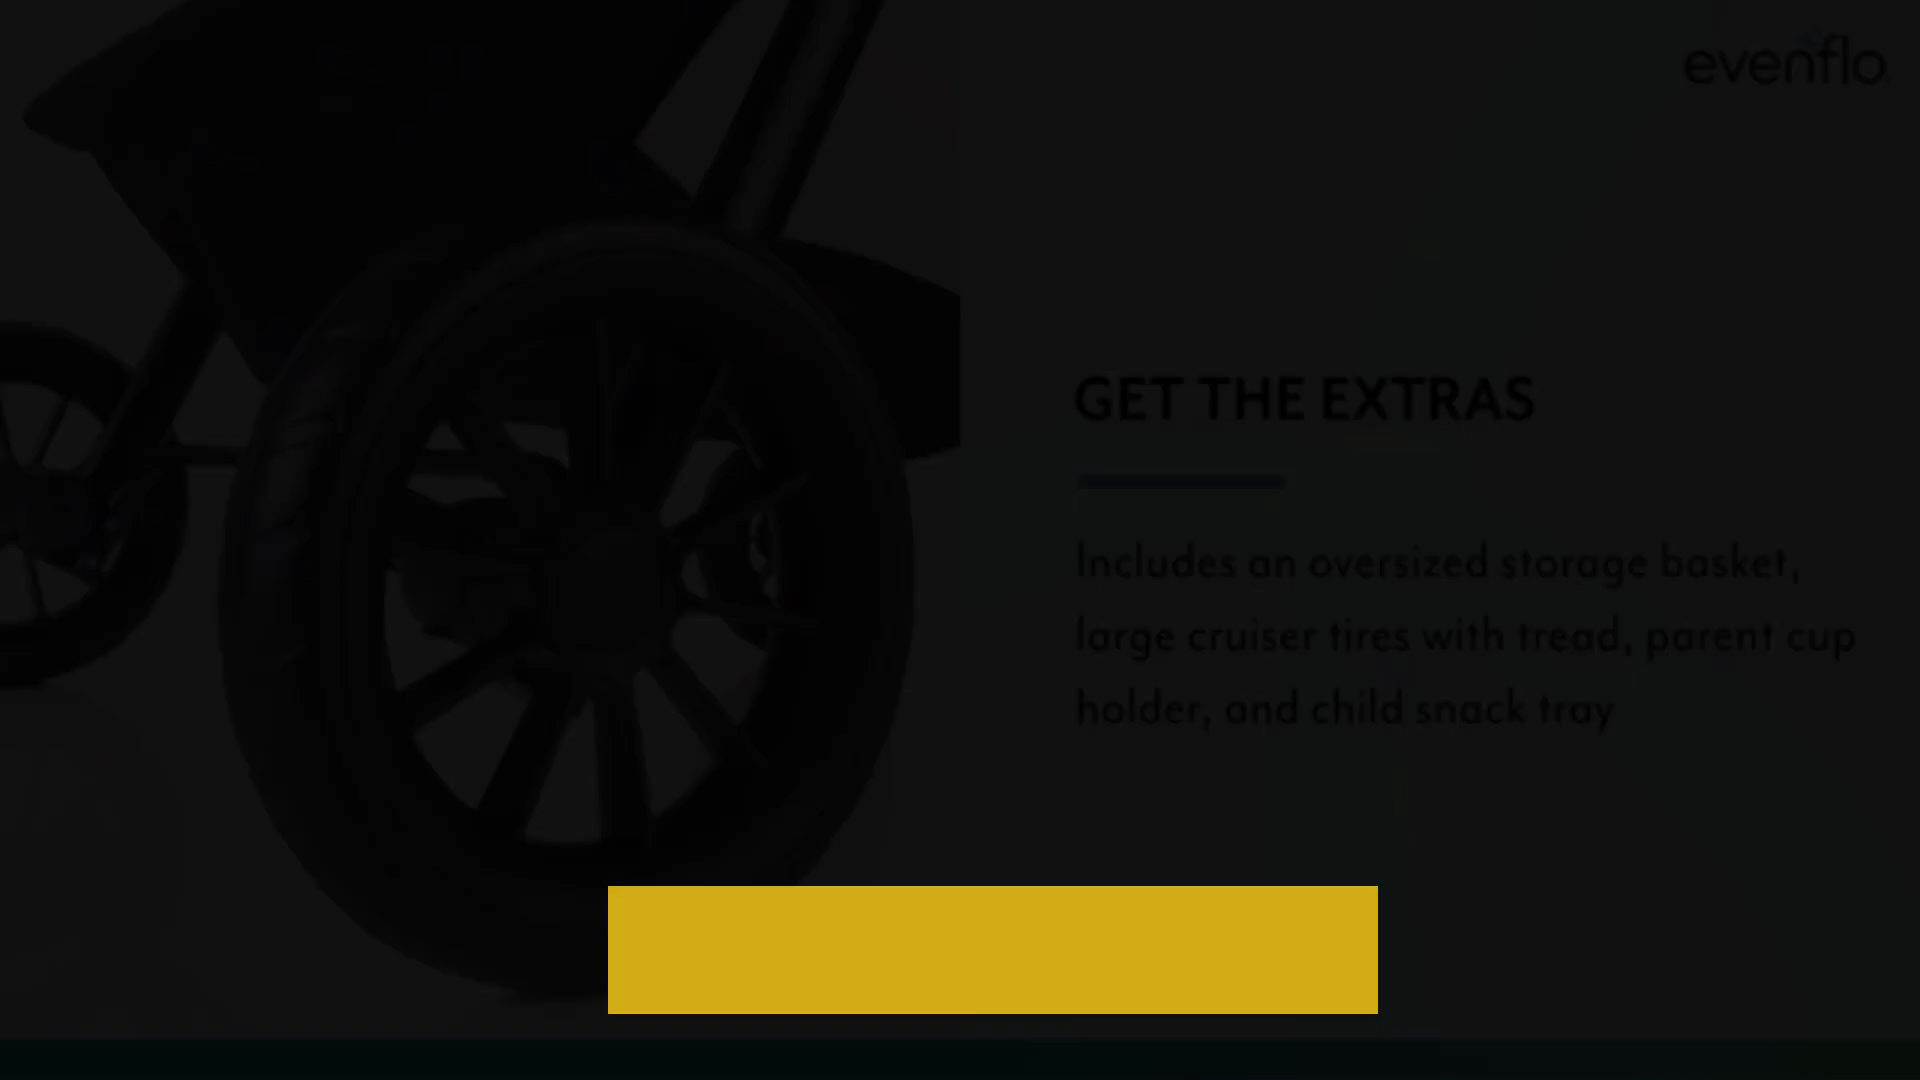 evenflo
GET THE EXTRAS
Includes an oversized storage basket,
large cruiser tires with tread, parent cup
holder, and child snack tray